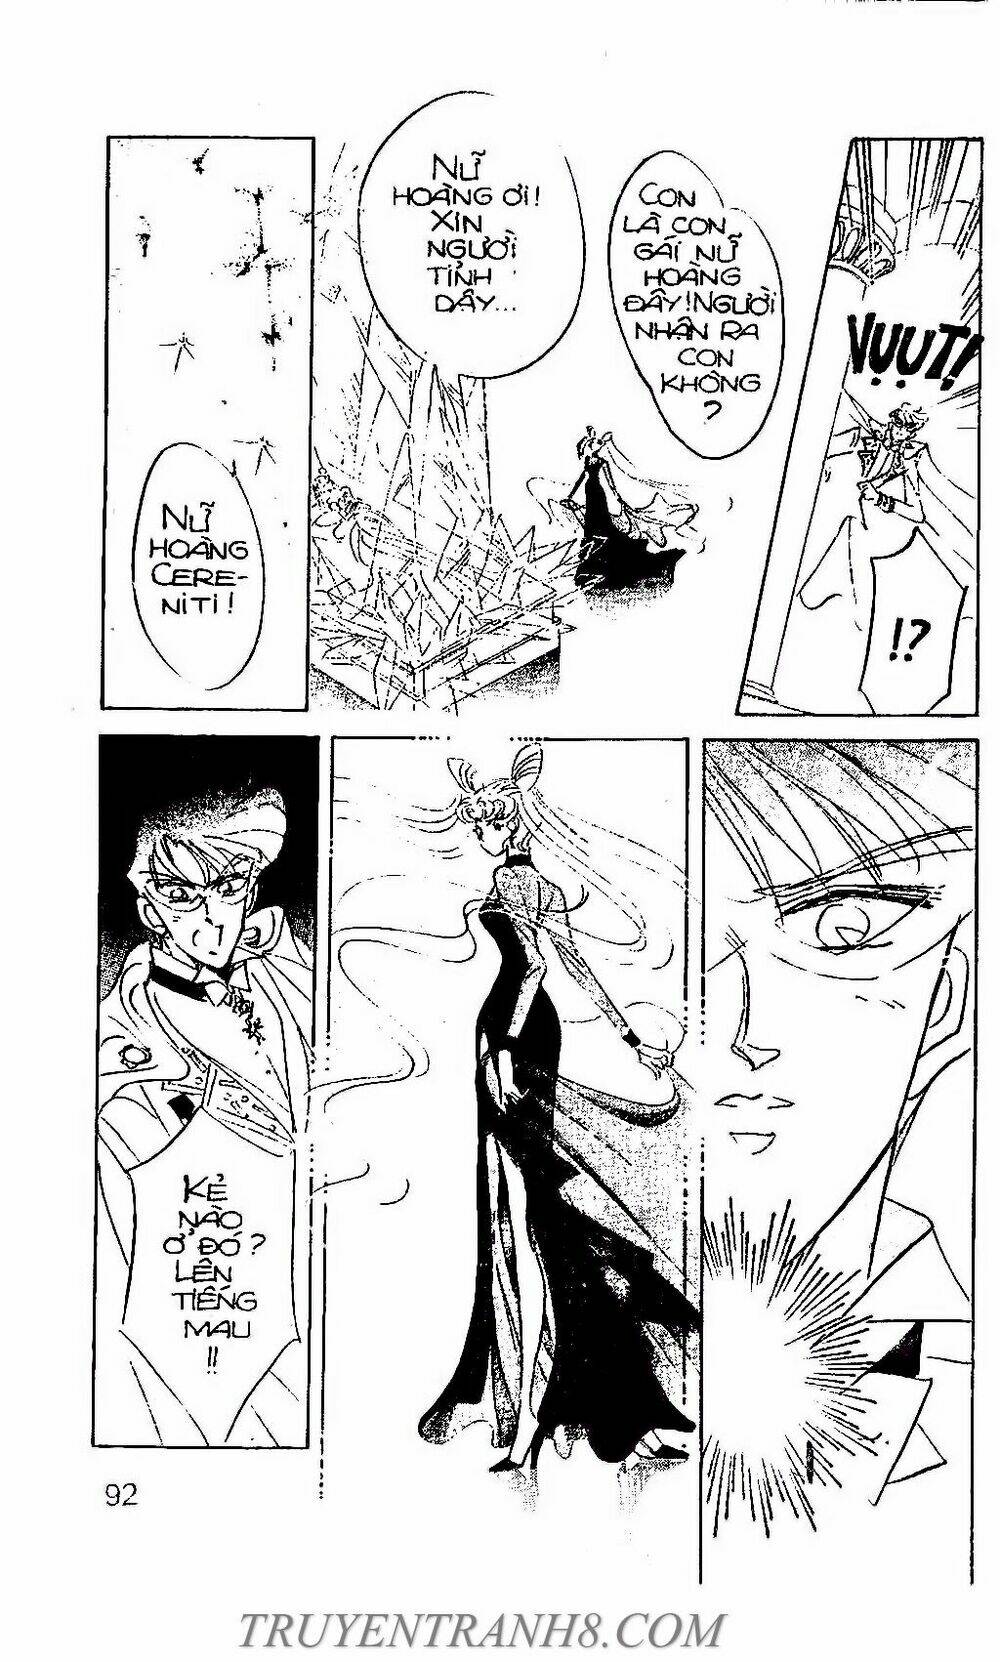 VỤỤT!
!?
CON
LÀ CON
GÁI NỮ
HOÀNG
ĐÂY! NGƯỜI
NHẬN RA
CON
KHÔNG
?
NỮ
HOÀNG ƠI!
XIN
NGƯỜI
TỈNH
DẬY...
NỮ
HOÀNG
CERE-
NITI!
KẺ
NÀO
Ở ĐÓ?
LÊN
TIẾNG
MAU
!!
92
TRUYENTRANH8.COM